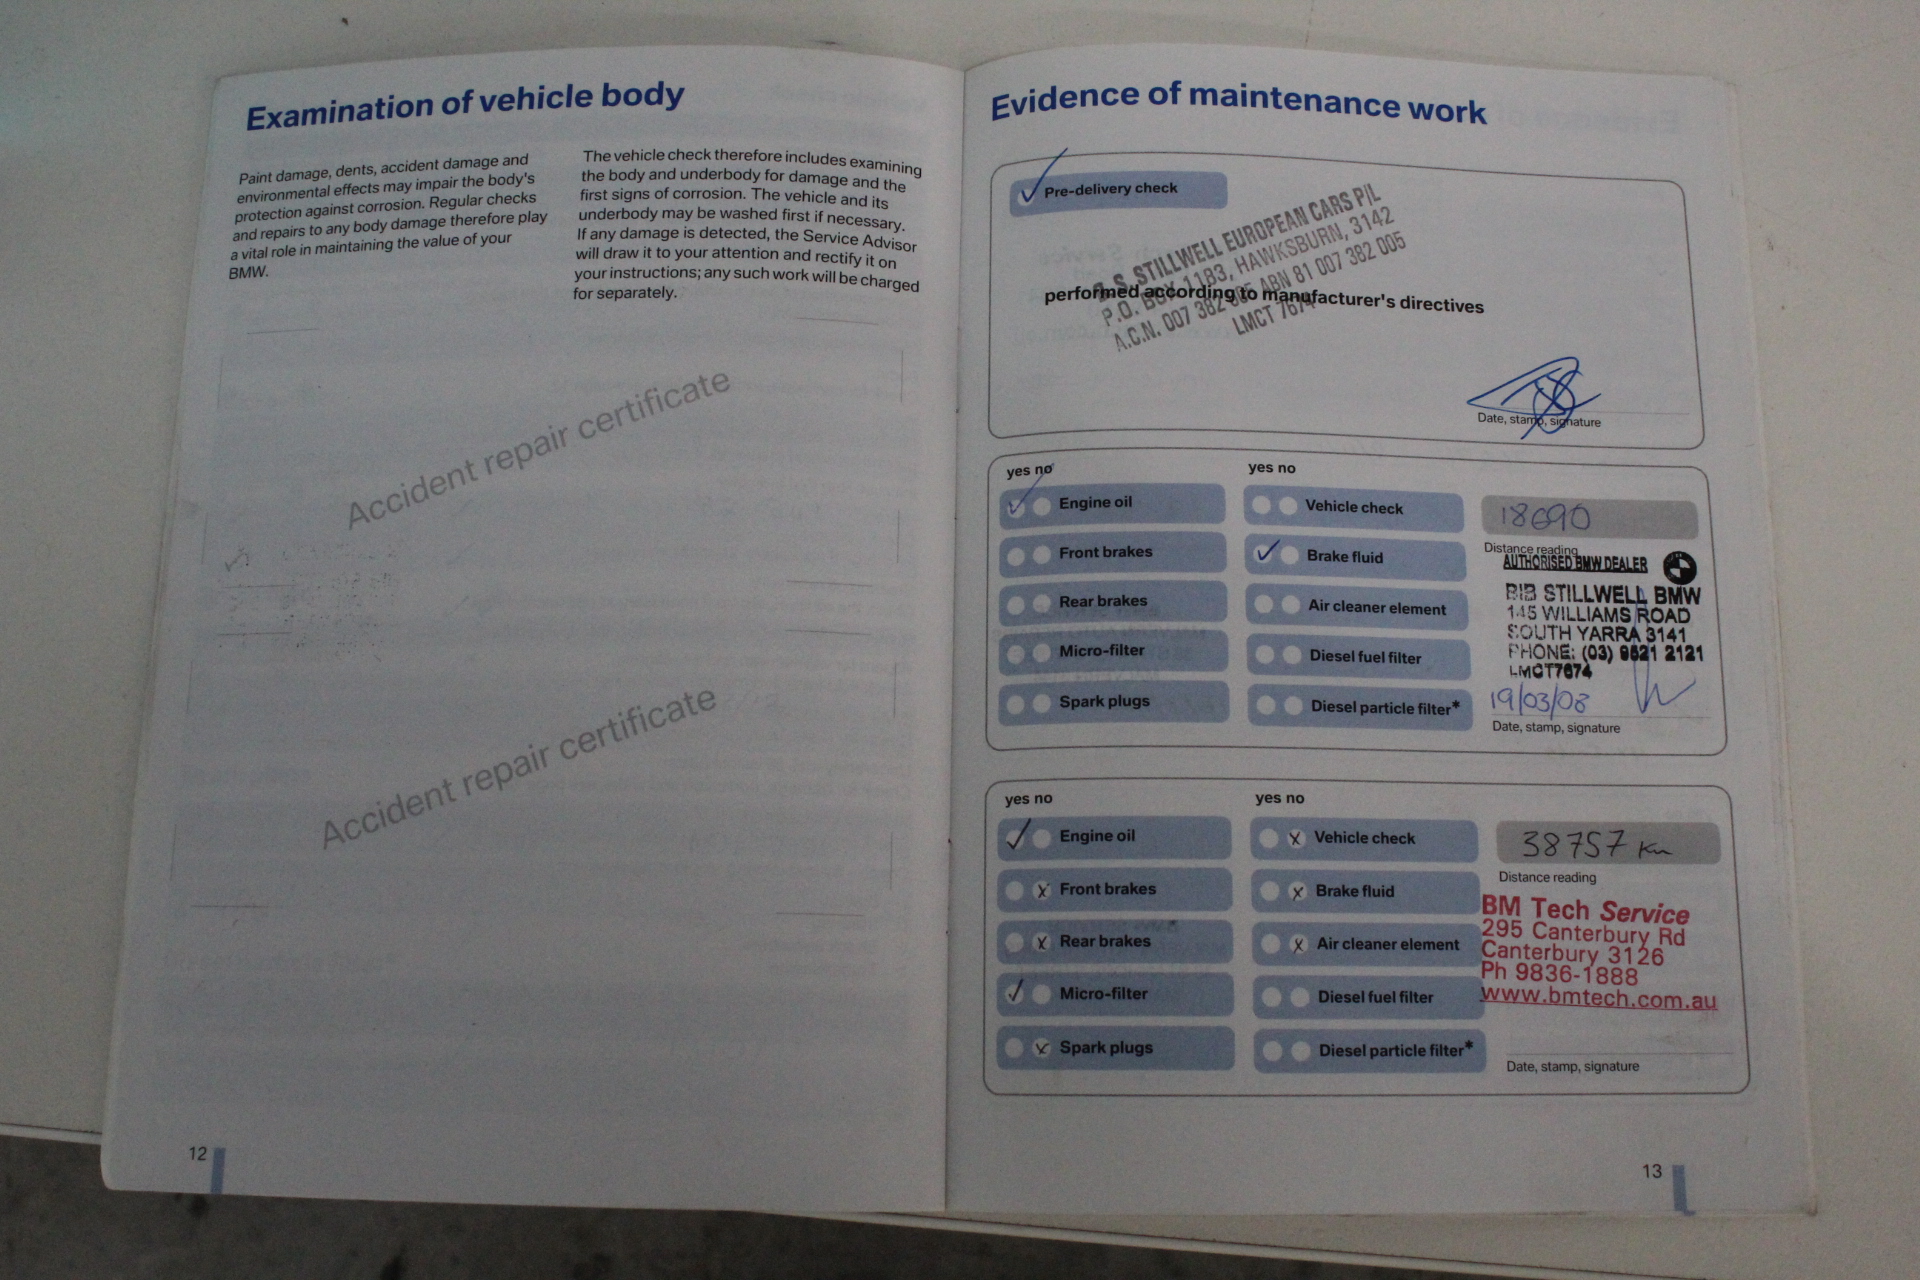 Examination of vehicle body
Paint damage, dents, accident damage and
environmental effects may impair the body's
protection against corrosion. Regular checks
and repairs to any body damage therefore play
a vital role in maintaining the value of your
BMW.
The vehicle check therefore includes examining
the body and underbody for damage and the
first signs of corrosion. The vehicle and its
underbody may be washed first if necessary.
If any damage is detected, the Service Advisor
will draw it to your attention and rectify it on
your instructions; any such work will be charged
for separately.
Accident repair certificate
Accident repair certificate
12
Evidence of maintenance work
Pre-delivery check
B.S. STILLWELL EUROPEAN CARS P/L
P.O. BOX 1183, HAWKSBURN, 3142
A.C.N. 007 382 005 ABN 81 007 382 005
LMCT 7674
performed according to manufacturer's directives
Date, stamp, signature
yes no
Engine oil
Front brakes
Rear brakes
Micro-filter
Spark plugs
yes no
Vehicle check
Brake fluid
Air cleaner element
Diesel fuel filter
Diesel particle filter*
18690
Distance reading
AUTHORISED BMW DEALER
BIB STILLWELL BMW
145 WILLIAMS ROAD
SOUTH YARRA 3141
PHONE: (03) 9521 2121
LMCT7674
19/03/08
Date, stamp, signature
yes no
Engine oil
Front brakes
Rear brakes
Micro-filter
Spark plugs
yes no
Vehicle check
Brake fluid
Air cleaner element
Diesel fuel filter
Diesel particle filter*
38757 Km
Distance reading
BM Tech Service
295 Canterbury Rd
Canterbury 3126
Ph 9836-1888
www.bmtech.com.au
Date, stamp, signature
13